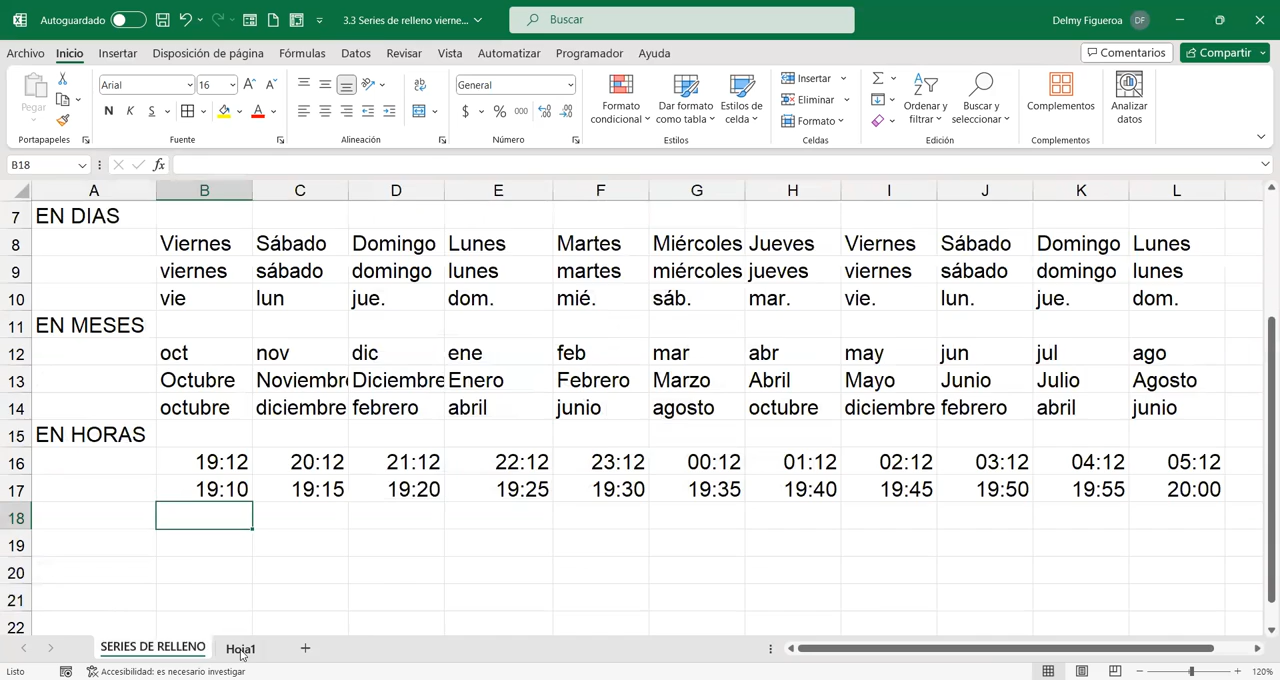 Autoguardado 3.3 Series de relleno vierne... Buscar Delmy Figueroa DF
Archivo Inicio Insertar Disposición de página Fórmulas Datos Revisar Vista Automatizar Programador Ayuda Comentarios Compartir
Pegar Arial 16 General Formato condicional Dar formato como tabla Estilos de celda Insertar Eliminar Formato Ordenar y filtrar Buscar y seleccionar Complementos Analizar datos
N K S A $ % 000
Portapapeles Fuente Alineación Número Estilos Celdas Edición Complementos
B18 fx
A B C D E F G H I J K L
7 EN DIAS
8 Viernes Sábado Domingo Lunes Martes Miércoles Jueves Viernes Sábado Domingo Lunes
9 viernes sábado domingo lunes martes miércoles jueves viernes sábado domingo lunes
10 vie lun jue. dom. mié. sáb. mar. vie. lun. jue. dom.
11 EN MESES
12 oct nov dic ene feb mar abr may jun jul ago
13 Octubre Noviembre Diciembre Enero Febrero Marzo Abril Mayo Junio Julio Agosto
14 octubre diciembre febrero abril junio agosto octubre diciembre febrero abril junio
15 EN HORAS
16 19:12 20:12 21:12 22:12 23:12 00:12 01:12 02:12 03:12 04:12 05:12
17 19:10 19:15 19:20 19:25 19:30 19:35 19:40 19:45 19:50 19:55 20:00
18
19
20
21
22
SERIES DE RELLENO Hoja1
Listo Accesibilidad: es necesario investigar 120%